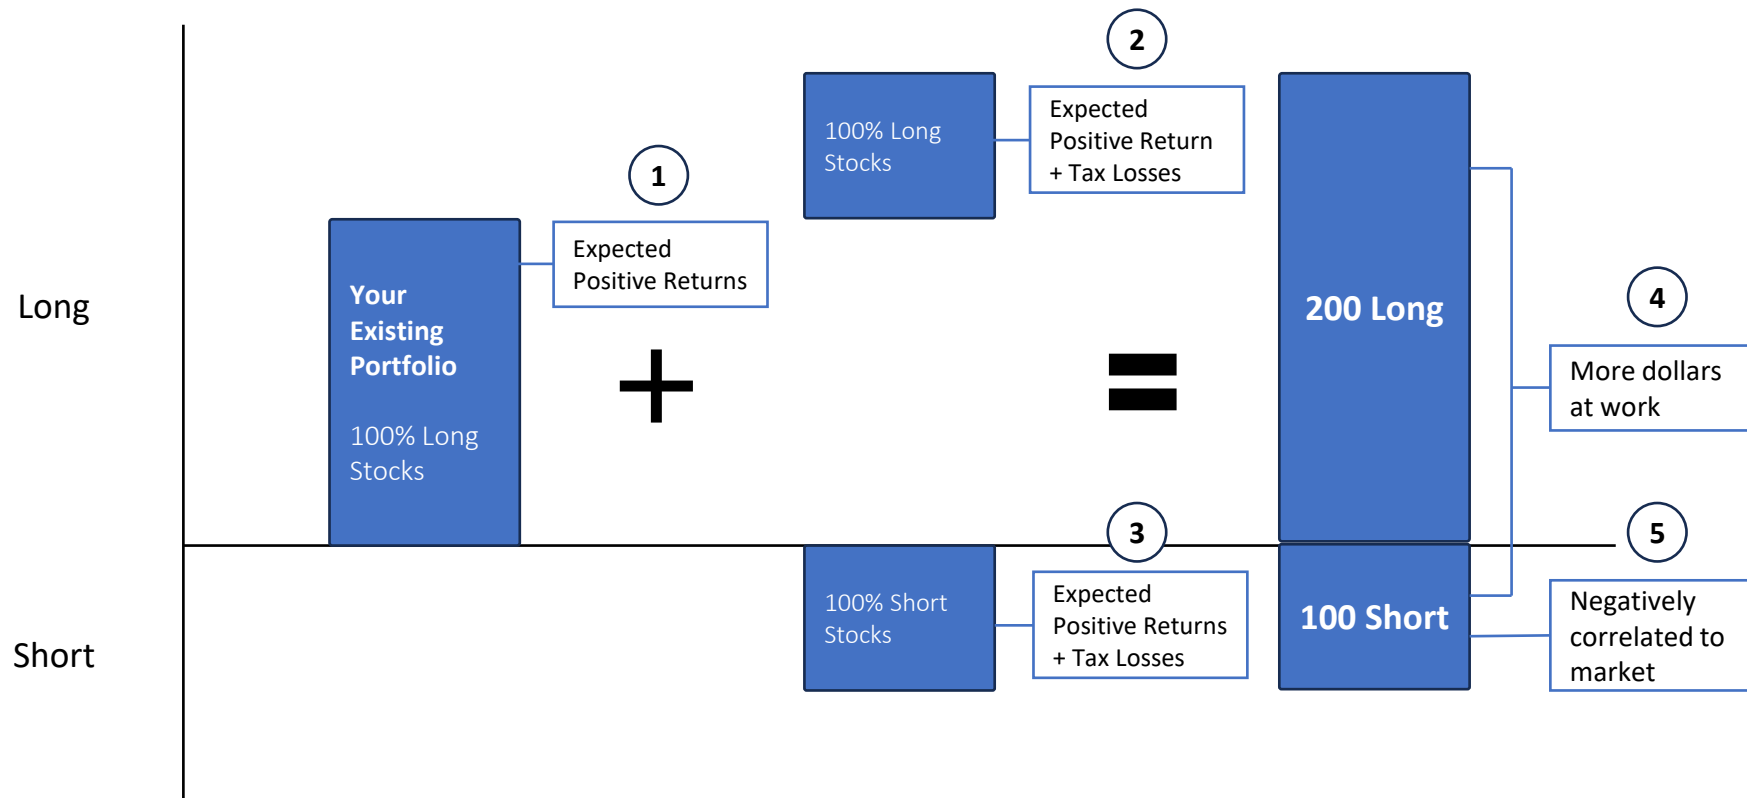 Long
Short
Your
Existing
Portfolio
100% Long
Stocks
1
Expected
Positive Returns
+
100% Long
Stocks
2
Expected
Positive Return
+ Tax Losses
100% Short
Stocks
3
Expected
Positive Returns
+ Tax Losses
=
200 Long
100 Short
4
More dollars
at work
5
Negatively
correlated to
market